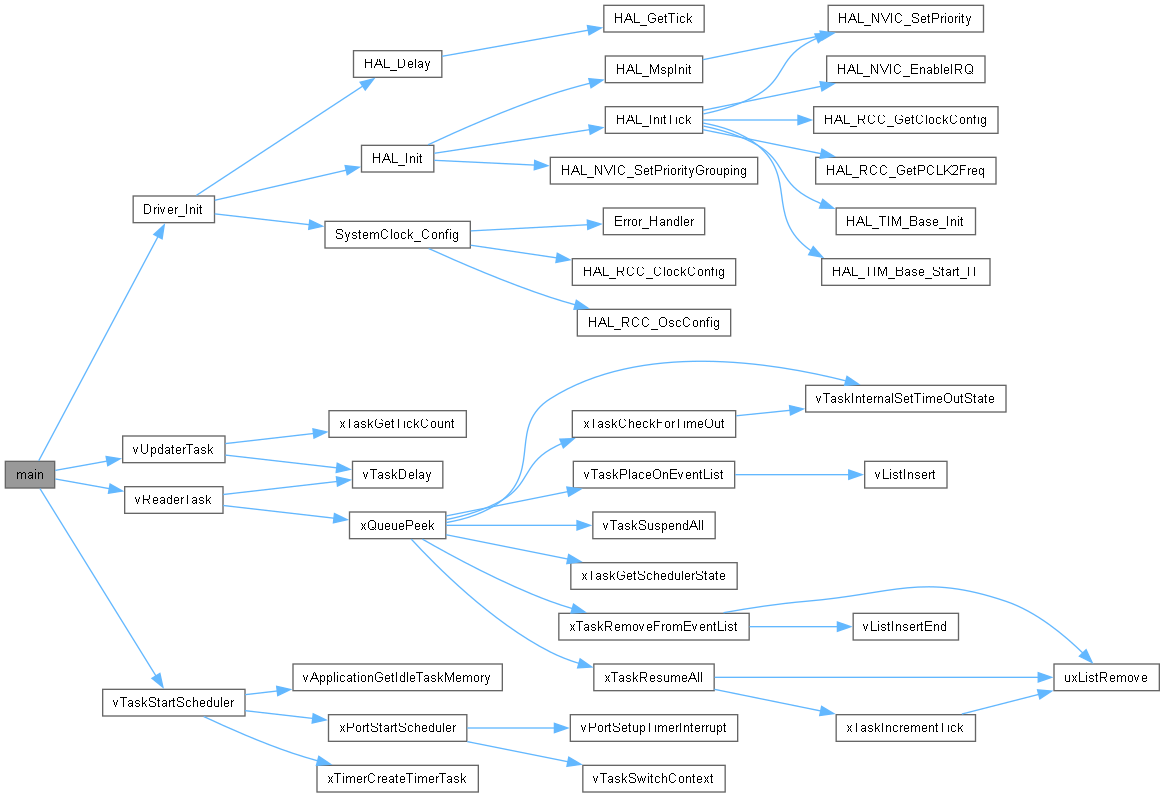 HAL_GetTick
HAL_NVIC_SetPriority
HAL_Delay
HAL_MspInit
HAL_NVIC_EnableIRQ
HAL_InitTick
HAL_RCC_GetClockConfig
HAL_Init
HAL_NVIC_SetPriorityGrouping
HAL_RCC_GetPCLK2Freq
Driver_Init
Error_Handler
HAL_TIM_Base_Init
SystemClock_Config
HAL_RCC_ClockConfig
HAL_TIM_Base_Start_IT
HAL_RCC_OscConfig
vTaskInternalSetTimeOutState
xTaskGetTickCount
xTaskCheckForTimeOut
vUpdaterTask
main
vTaskDelay
vTaskPlaceOnEventList
vListInsert
vReaderTask
xQueuePeek
vTaskSuspendAll
xTaskGetSchedulerState
xTaskRemoveFromEventList
vListInsertEnd
vApplicationGetIdleTaskMemory
xTaskResumeAll
uxListRemove
vTaskStartScheduler
xPortStartScheduler
vPortSetupTimerInterrupt
xTaskIncrementTick
xTimerCreateTimerTask
vTaskSwitchContext